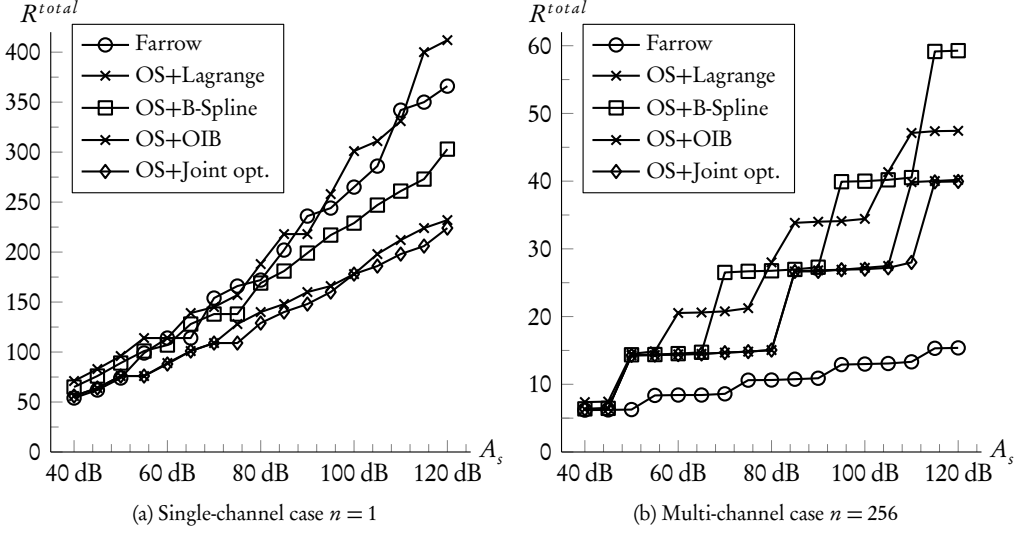 R^total
400
350
300
250
200
150
100
50
0
40 dB 60 dB 80 dB 100 dB 120 dB
A_s
Farrow
OS+Lagrange
OS+B-Spline
OS+OIB
OS+Joint opt.
(a) Single-channel case n = 1
R^total
60
50
40
30
20
10
0
40 dB 60 dB 80 dB 100 dB 120 dB
A_s
Farrow
OS+Lagrange
OS+B-Spline
OS+OIB
OS+Joint opt.
(b) Multi-channel case n = 256